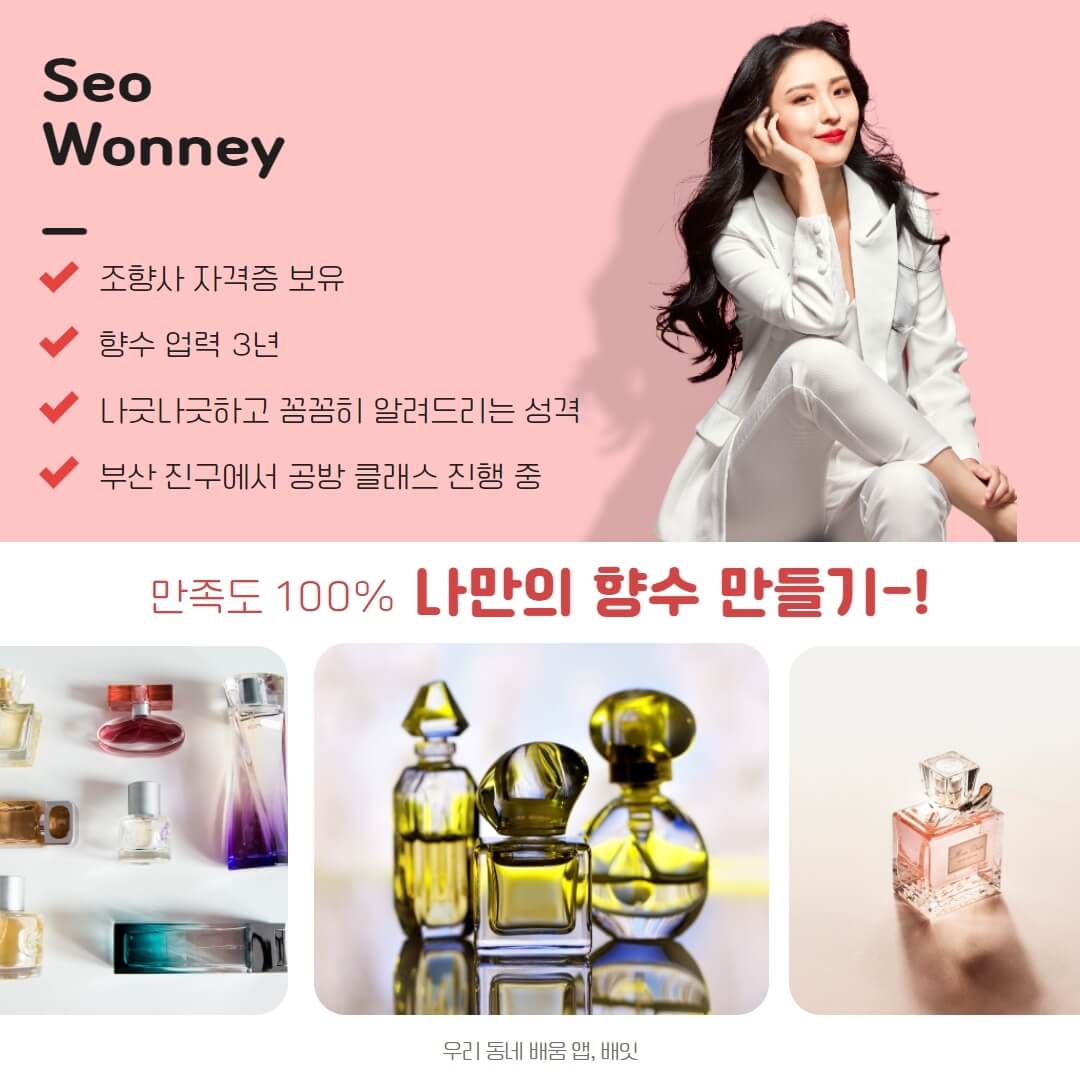 Seo
Wonney
조향사 자격증 보유
향수 업력 3년
나긋나긋하고 꼼꼼히 알려드리는 성격
부산 진구에서 공방 클래스 진행 중
만족도 100% 나만의 향수 만들기~!
우리 동네 배움 앱, 배잇